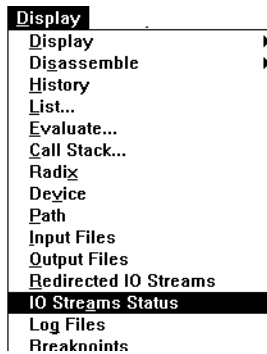 Display
Display
Disassemble
History
List...
Evaluate...
Call Stack...
Radix
Device
Path
Input Files
Output Files
Redirected IO Streams
IO Streams Status
Log Files
Breakpoints